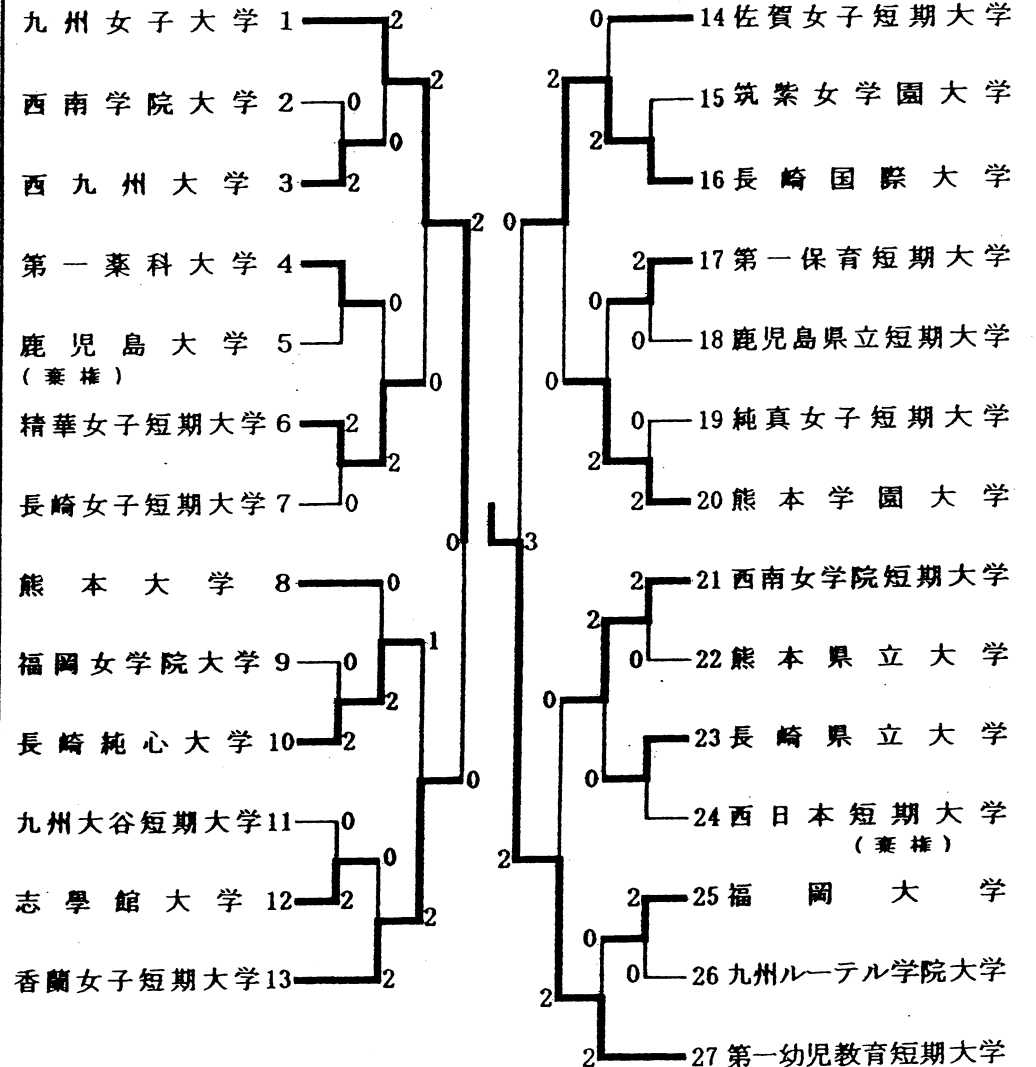 九州女子大学 1
2
2
西南学院大学 2
0
0
西九州大学 3
2
2
第一薬科大学 4
0
鹿児島大学 5
(棄権)
0
精華女子短期大学 6
2
2
長崎女子短期大学 7
0
0
熊本大学 8
0
1
福岡女学院大学 9
0
2
長崎純心大学 10
2
0
九州大谷短期大学 11
0
0
志學館大学 12
2
2
香蘭女子短期大学 13
2
0
14 佐賀女子短期大学
2
15 筑紫女学園大学
2
16 長崎国際大学
0
2
17 第一保育短期大学
0
0
18 鹿児島県立短期大学
0
0
19 純真女子短期大学
2
2
20 熊本学園大学
3
2
21 西南女学院短期大学
2
0
22 熊本県立大学
0
23 長崎県立大学
0
24 西日本短期大学
(棄権)
2
2
25 福岡大学
0
0
26 九州ルーテル学院大学
2
2
27 第一幼児教育短期大学